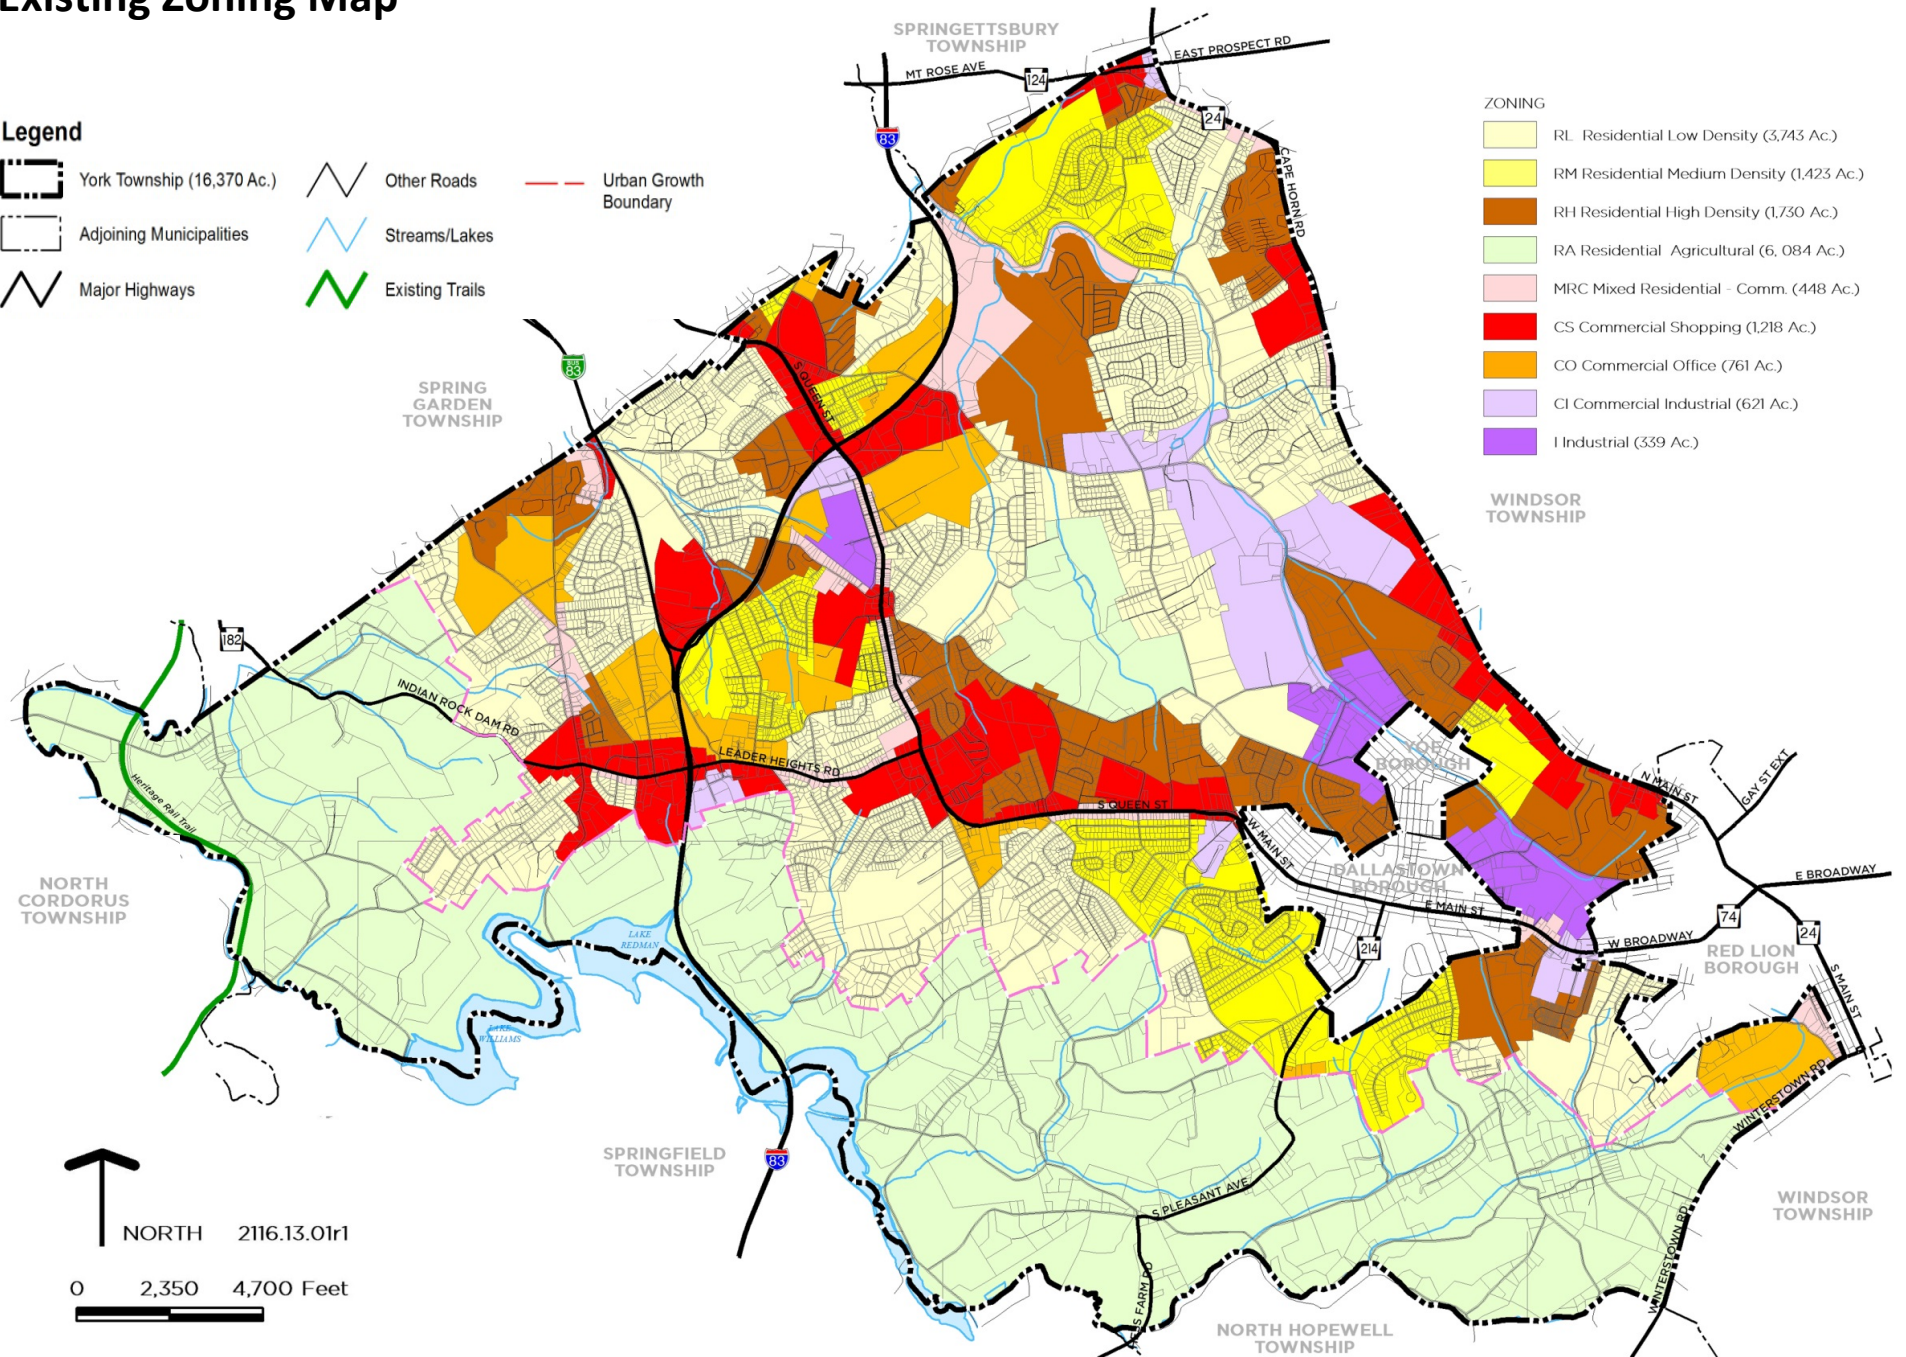 Existing Zoning Map
Legend
York Township (16,370 Ac.)
Adjoining Municipalities
Major Highways
Other Roads
Streams/Lakes
Existing Trails
Urban Growth
Boundary
ZONING
RL Residential Low Density (3,743 Ac.)
RM Residential Medium Density (1,423 Ac.)
RH Residential High Density (1,730 Ac.)
RA Residential Agricultural (6, 084 Ac.)
MRC Mixed Residential - Comm. (448 Ac.)
CS Commercial Shopping (1,218 Ac.)
CO Commercial Office (761 Ac.)
CI Commercial Industrial (621 Ac.)
I Industrial (339 Ac.)
SPRINGETTSBURY
TOWNSHIP
MT ROSE AVE
124
EAST PROSPECT RD
24
83
CAPE HORN RD
BUS
83
SPRING
GARDEN
TOWNSHIP
S QUEEN ST
WINDSOR
TOWNSHIP
182
INDIAN ROCK DAM RD
Heritage Rail Trail
LEADER HEIGHTS RD
S QUEEN ST
YOE
BOROUGH
N MAIN ST
GAY ST EXT
W MAIN ST
DALLASTOWN
BOROUGH
E MAIN ST
E BROADWAY
74
W BROADWAY
24
214
RED LION
BOROUGH
S MAIN ST
NORTH
CORDORUS
TOWNSHIP
LAKE
REDMAN
LAKE
WILLIAMS
WINTERSTOWN RD
SPRINGFIELD
TOWNSHIP
83
S PLEASANT AVE
WINDSOR
TOWNSHIP
WINTERSTOWN RD
NORTH HOPEWELL
TOWNSHIP
NORTH 2116.13.01r1
0 2,350 4,700 Feet